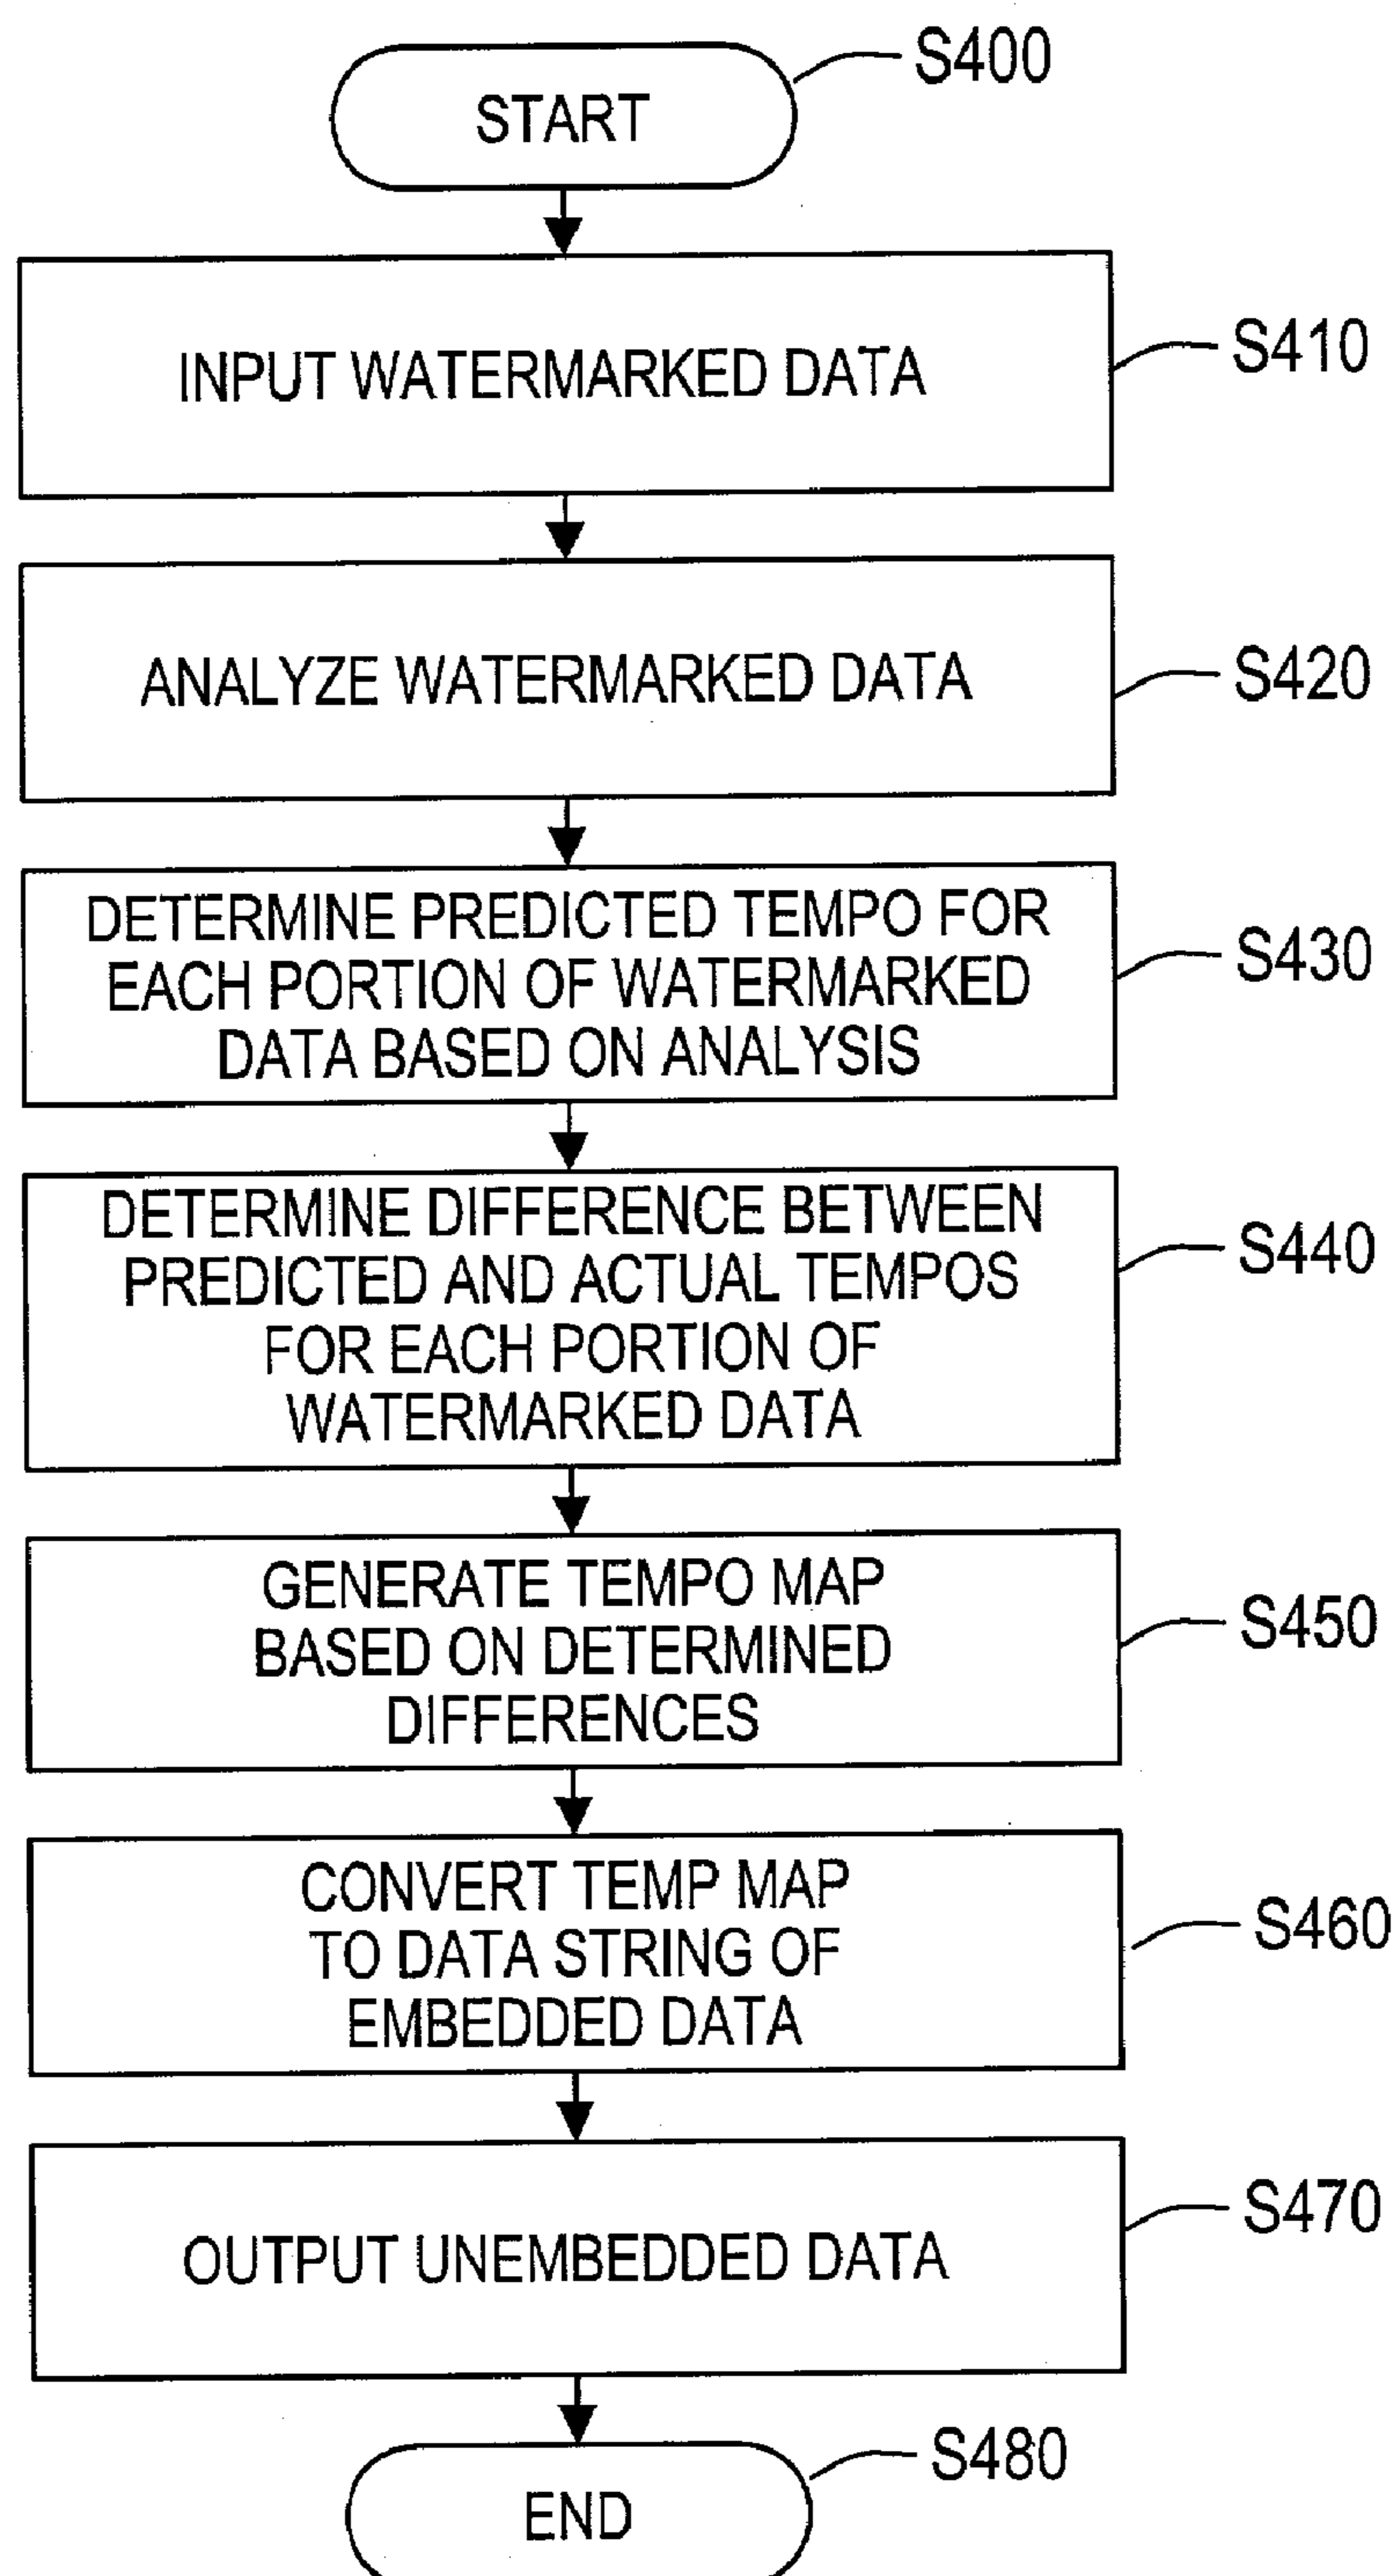 START
S400
INPUT WATERMARKED DATA
S410
ANALYZE WATERMARKED DATA
S420
DETERMINE PREDICTED TEMPO FOR
EACH PORTION OF WATERMARKED
DATA BASED ON ANALYSIS
S430
DETERMINE DIFFERENCE BETWEEN
PREDICTED AND ACTUAL TEMPOS
FOR EACH PORTION OF
WATERMARKED DATA
S440
GENERATE TEMPO MAP
BASED ON DETERMINED
DIFFERENCES
S450
CONVERT TEMP MAP
TO DATA STRING OF
EMBEDDED DATA
S460
OUTPUT UNEMBEDDED DATA
S470
END
S480